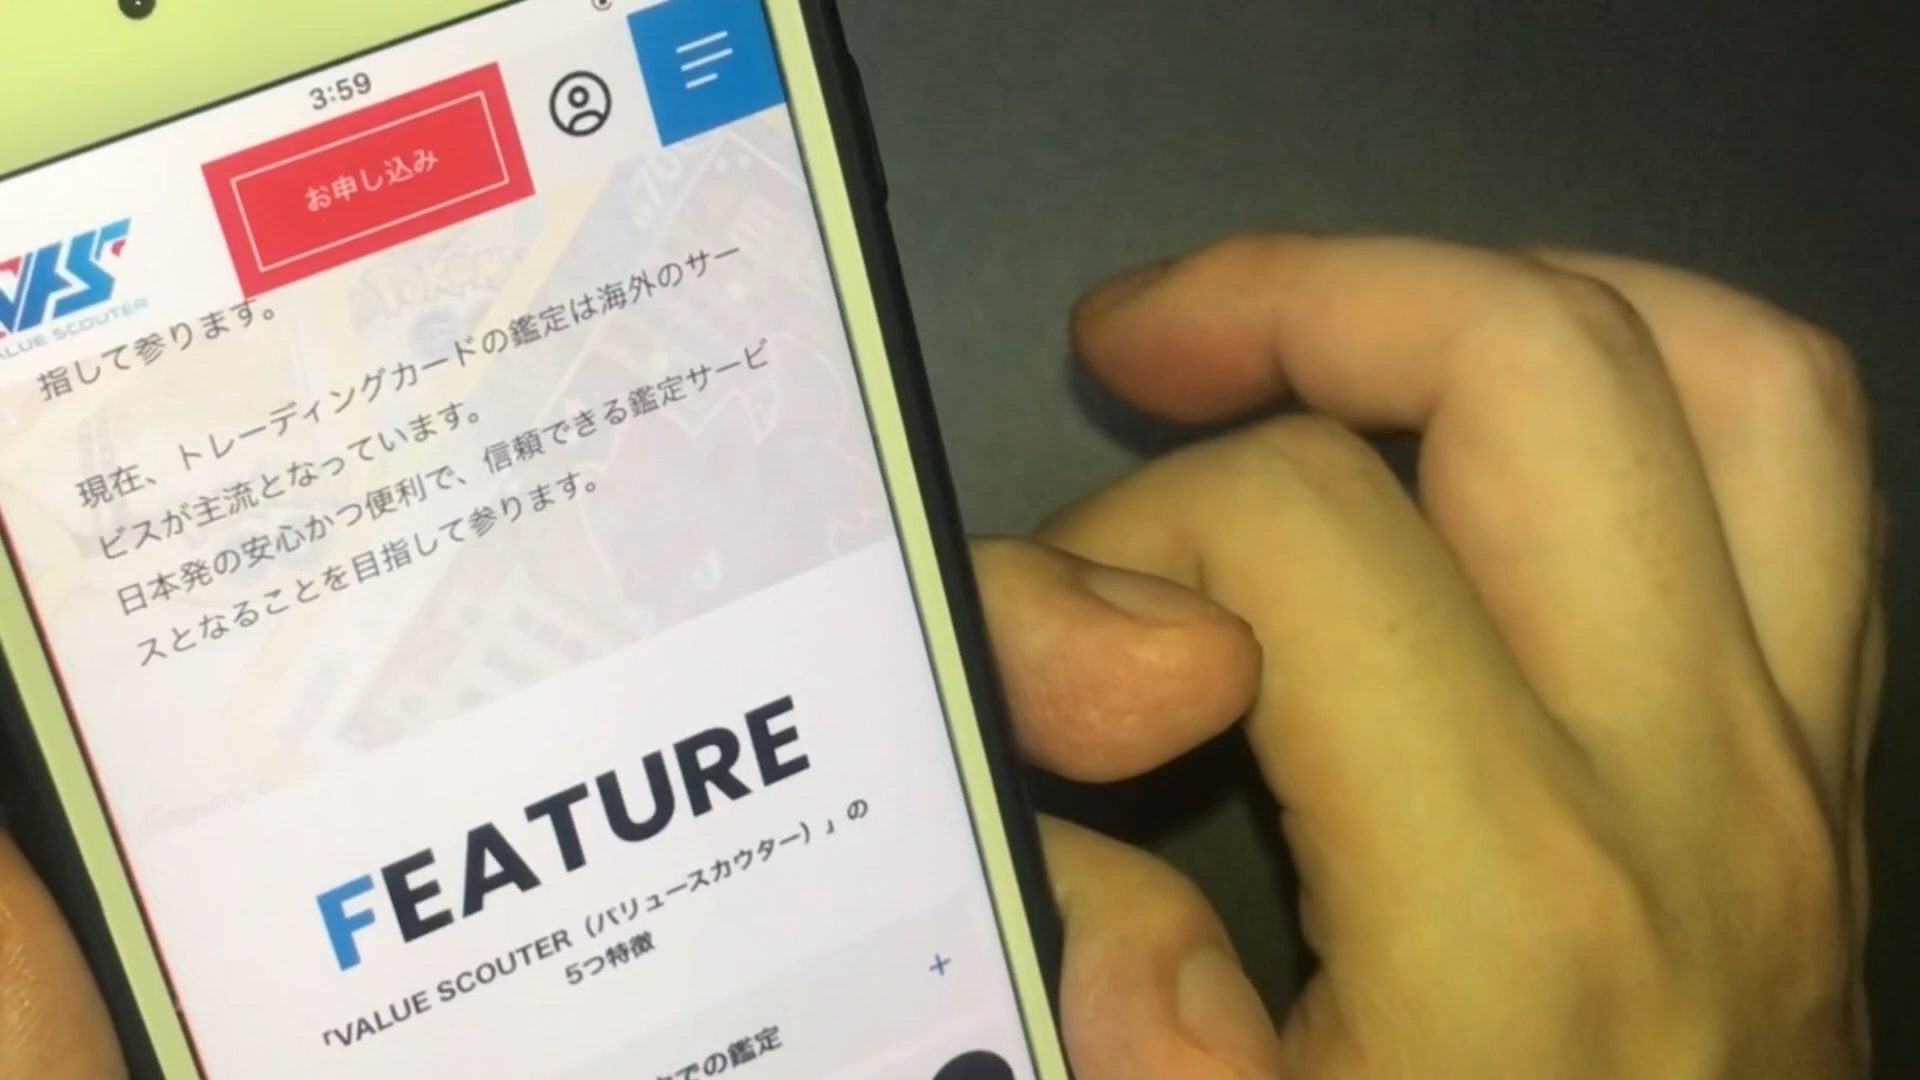 3:59
お申し込み
VS
ALUE SCOUTER
指して参ります。
現在、トレーディングカードの鑑定は海外のサー
ビスが主流となっています。
日本発の安心かつ便利で、信頼できる鑑定サービ
スとなることを目指して参ります。
FEATURE
「VALUE SCOUTER（バリュースカウター）」の
5つ特徴
+
での鑑定